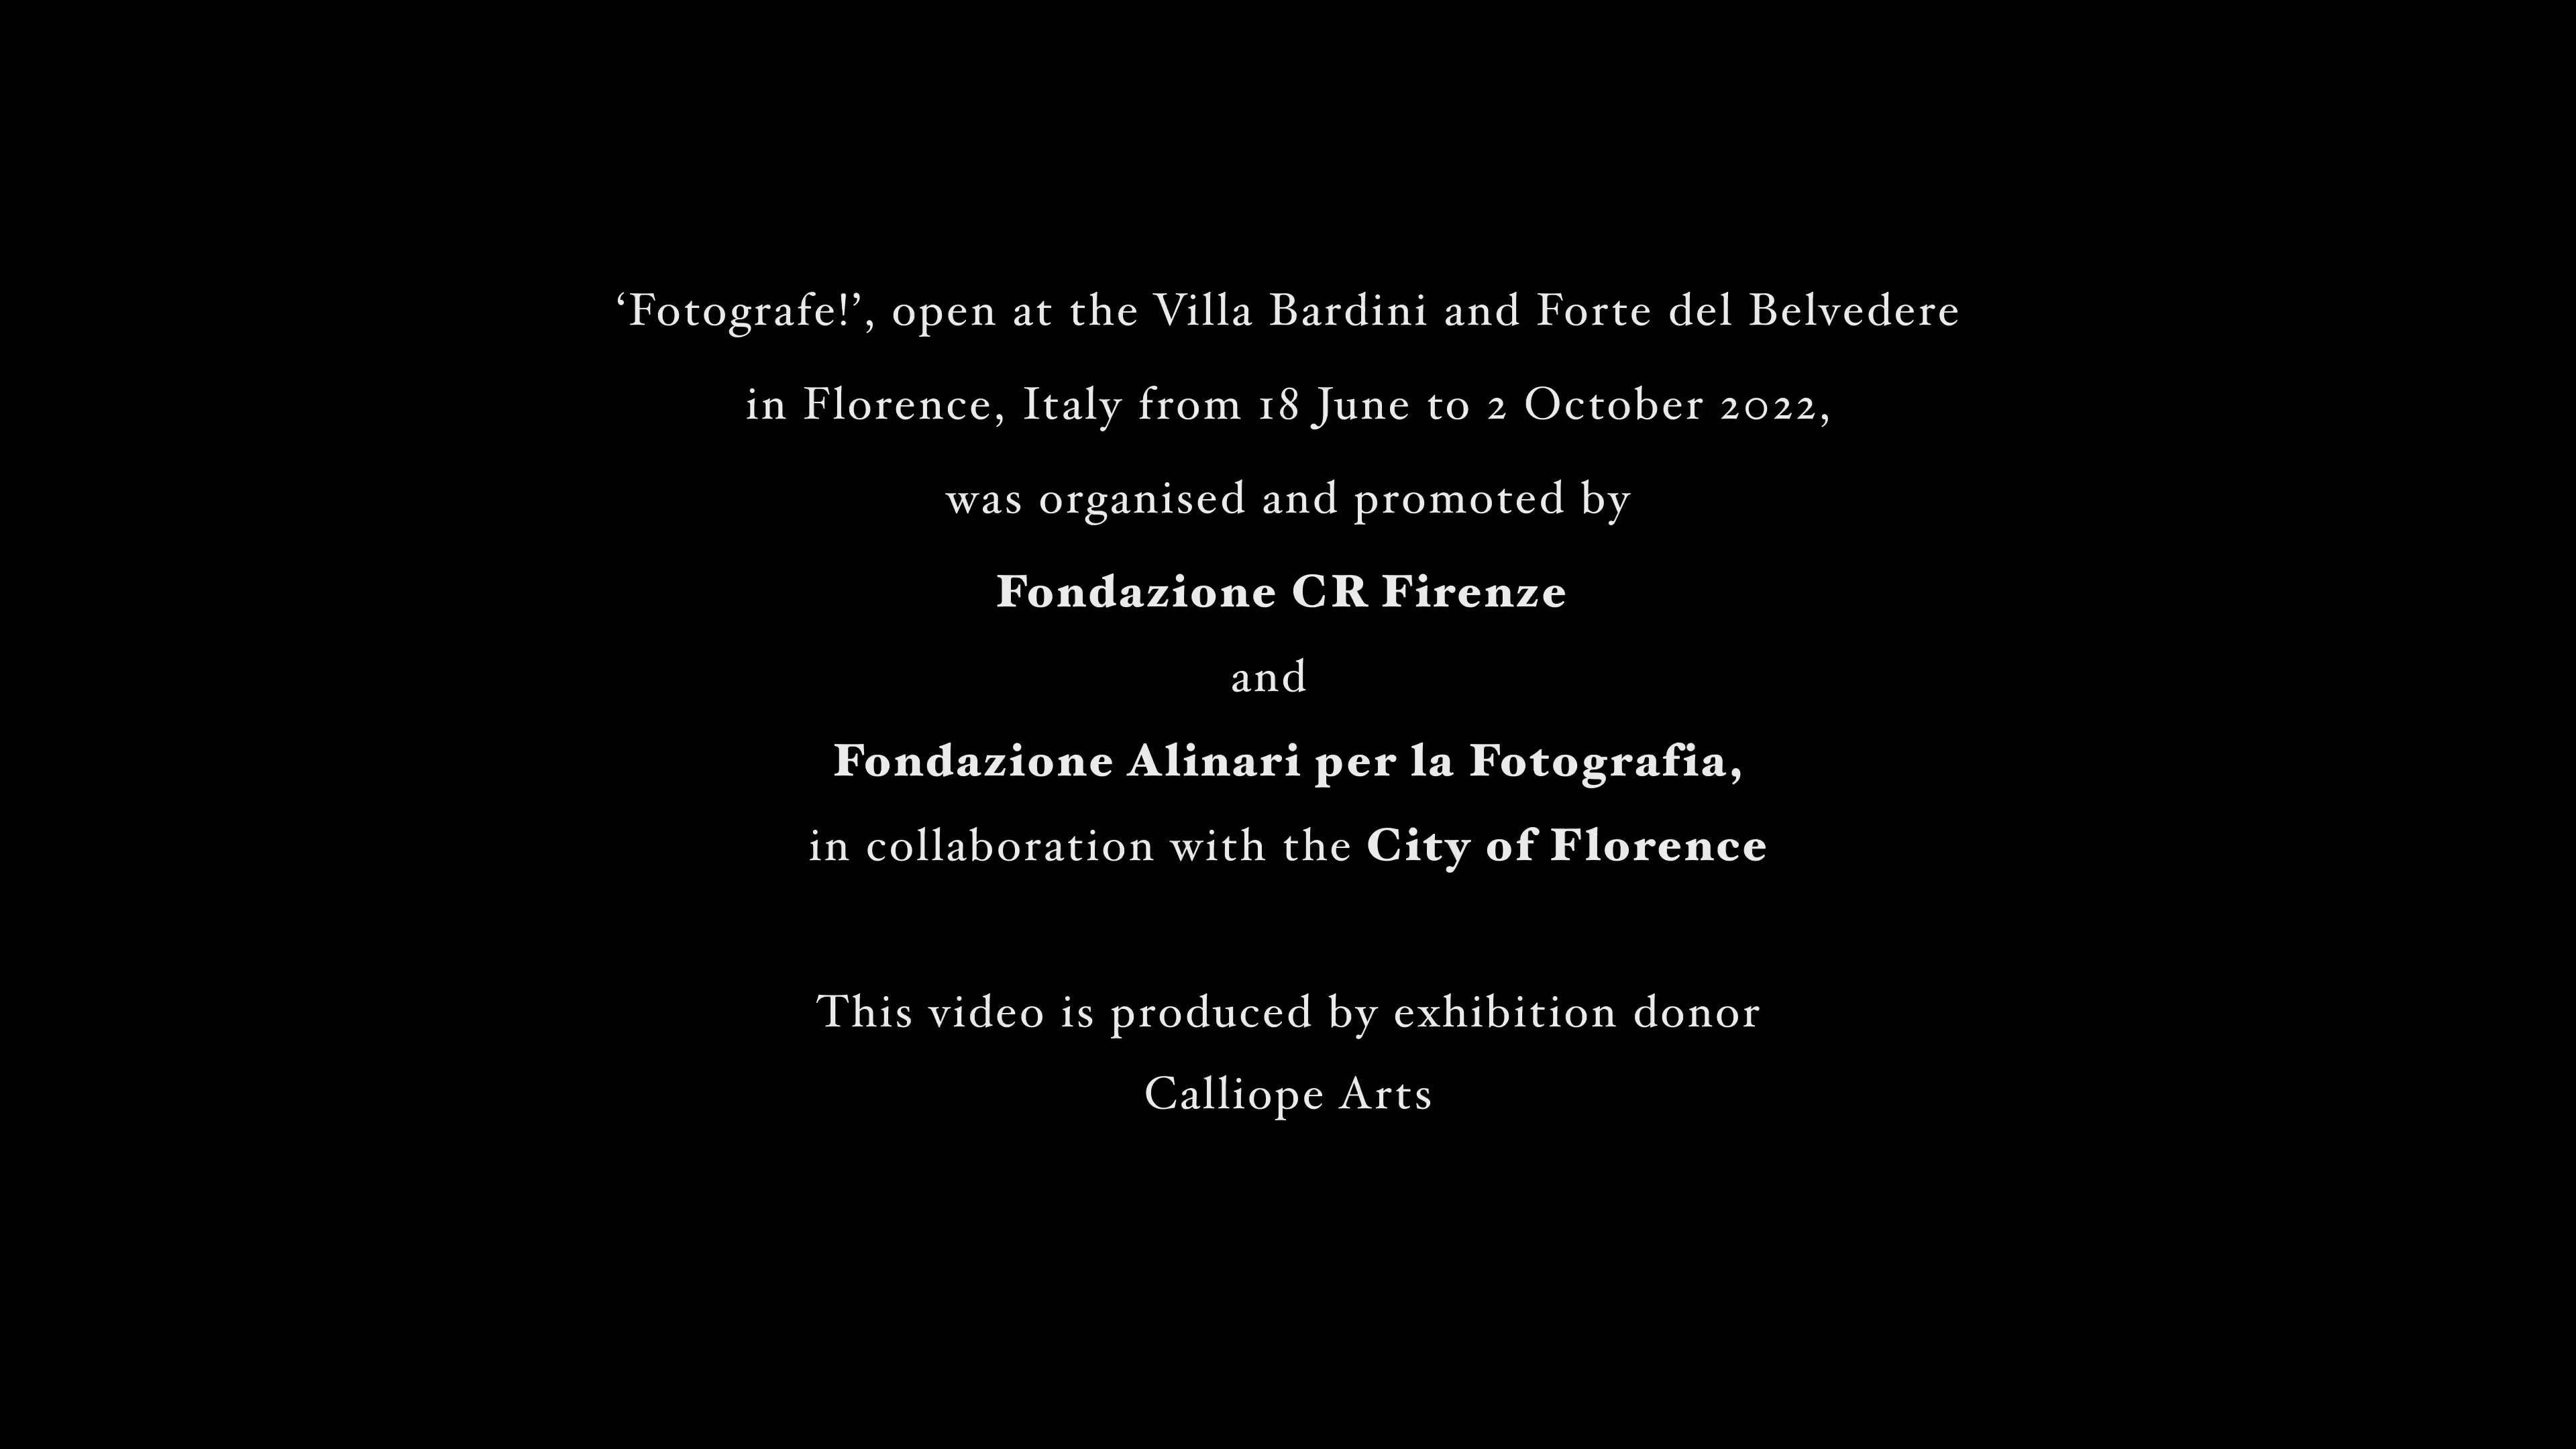 ‘Fotografe!’, open at the Villa Bardini and Forte del Belvedere
in Florence, Italy from 18 June to 2 October 2022,
was organised and promoted by
Fondazione CR Firenze
and
Fondazione Alinari per la Fotografia,
in collaboration with the City of Florence
This video is produced by exhibition donor
Calliope Arts